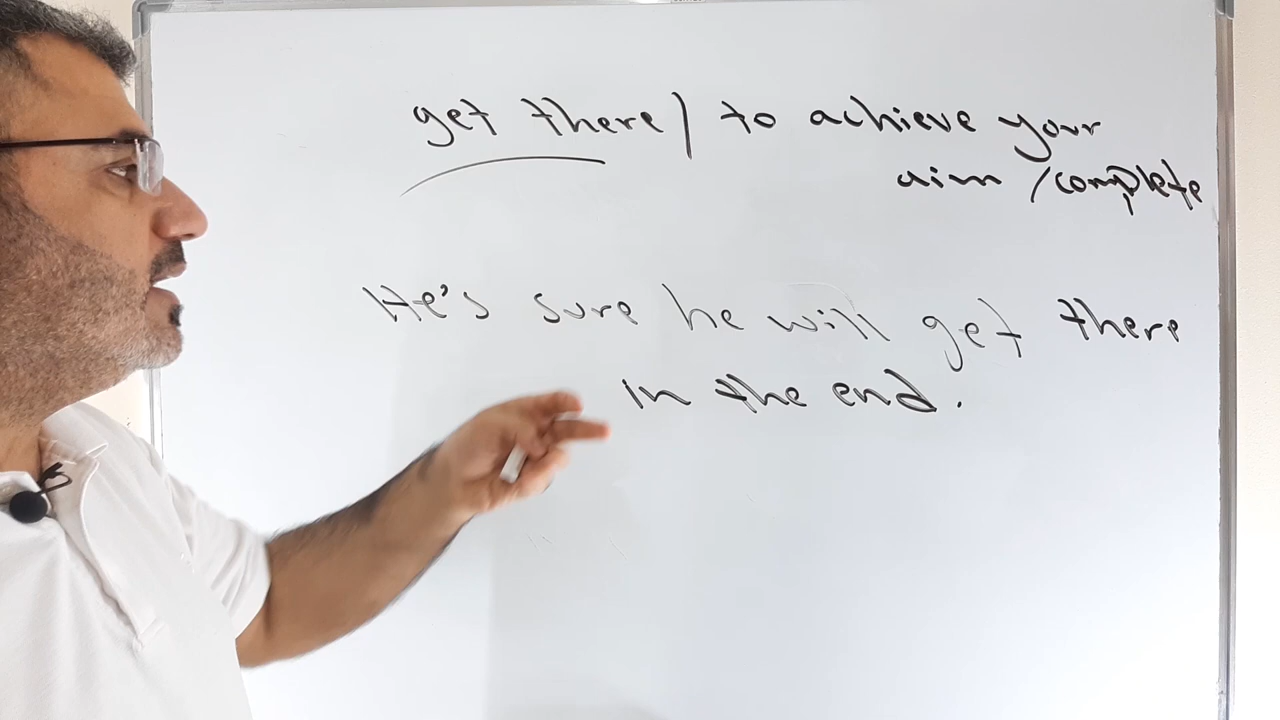 get there / to achieve your
aim / complete
He's sure he will get there
in the end.